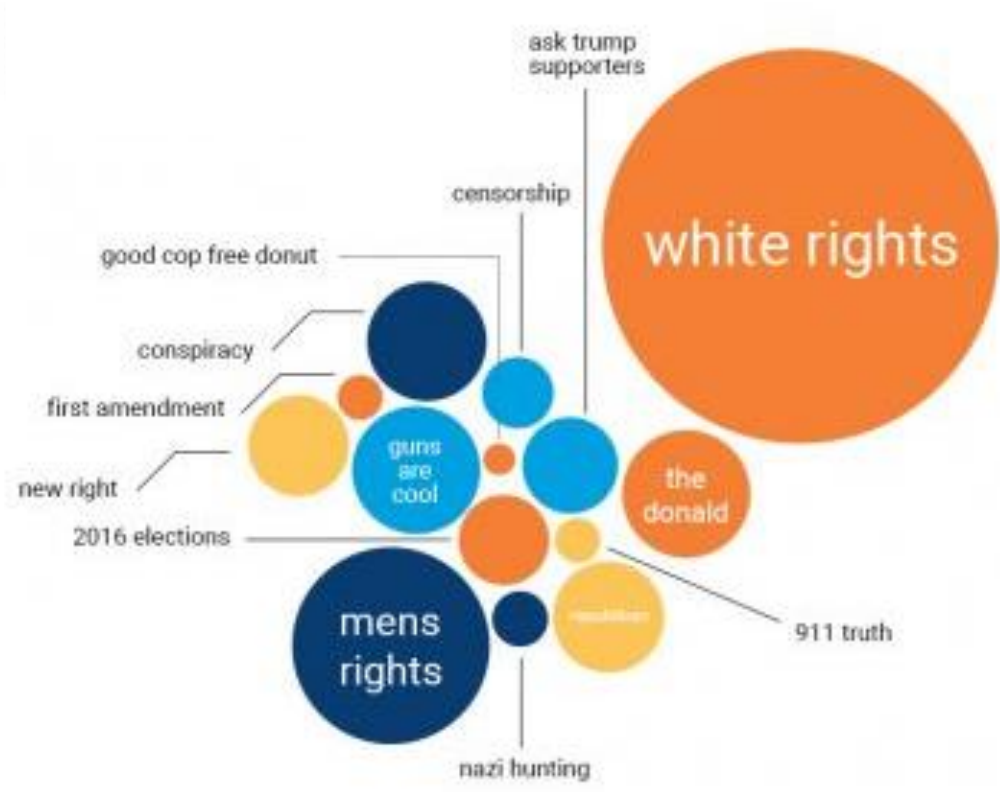 ask trump
supporters
white rights
censorship
good cop free donut
conspiracy
first amendment
guns
are
cool
new right
the
donald
2016 elections
mens
rights
911 truth
nazi hunting